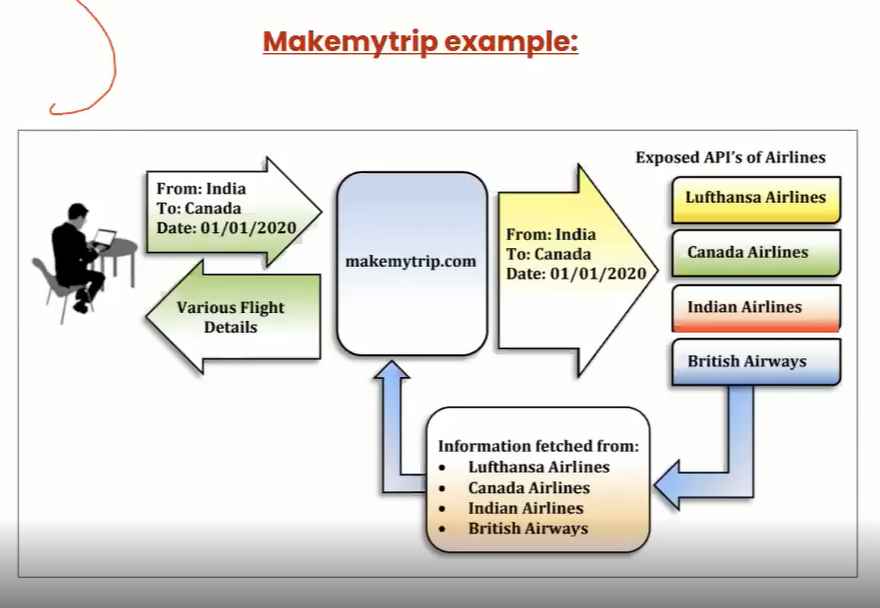 Makemytrip example:
Exposed API's of Airlines
From: India
To: Canada
Date: 01/01/2020
Various Flight
Details
makemytrip.com
From: India
To: Canada
Date: 01/01/2020
Lufthansa Airlines
Canada Airlines
Indian Airlines
British Airways
Information fetched from:
• Lufthansa Airlines
• Canada Airlines
• Indian Airlines
• British Airways